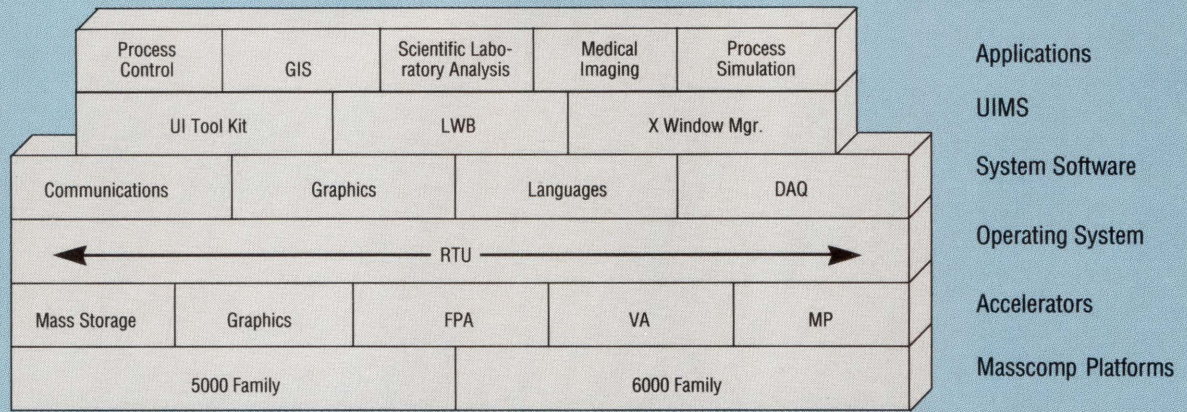 Process
Control
GIS
Scientific Labo-
ratory Analysis
Medical
Imaging
Process
Simulation
Applications
UI Tool Kit
LWB
X Window Mgr.
UIMS
Communications
Graphics
Languages
DAQ
System Software
RTU
Operating System
Mass Storage
Graphics
FPA
VA
MP
Accelerators
5000 Family
6000 Family
Masscomp Platforms